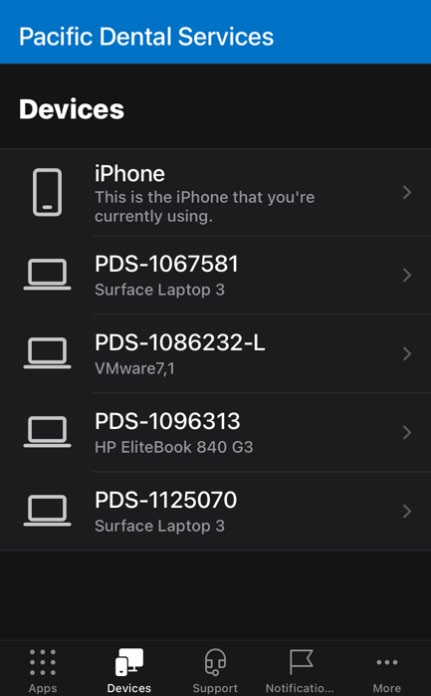 Pacific Dental Services
Devices
iPhone
This is the iPhone that you're
currently using.
PDS-1067581
Surface Laptop 3
PDS-1086232-L
VMware7,1
PDS-1096313
HP EliteBook 840 G3
PDS-1125070
Surface Laptop 3
Apps
Devices
Support
Notificatio...
More